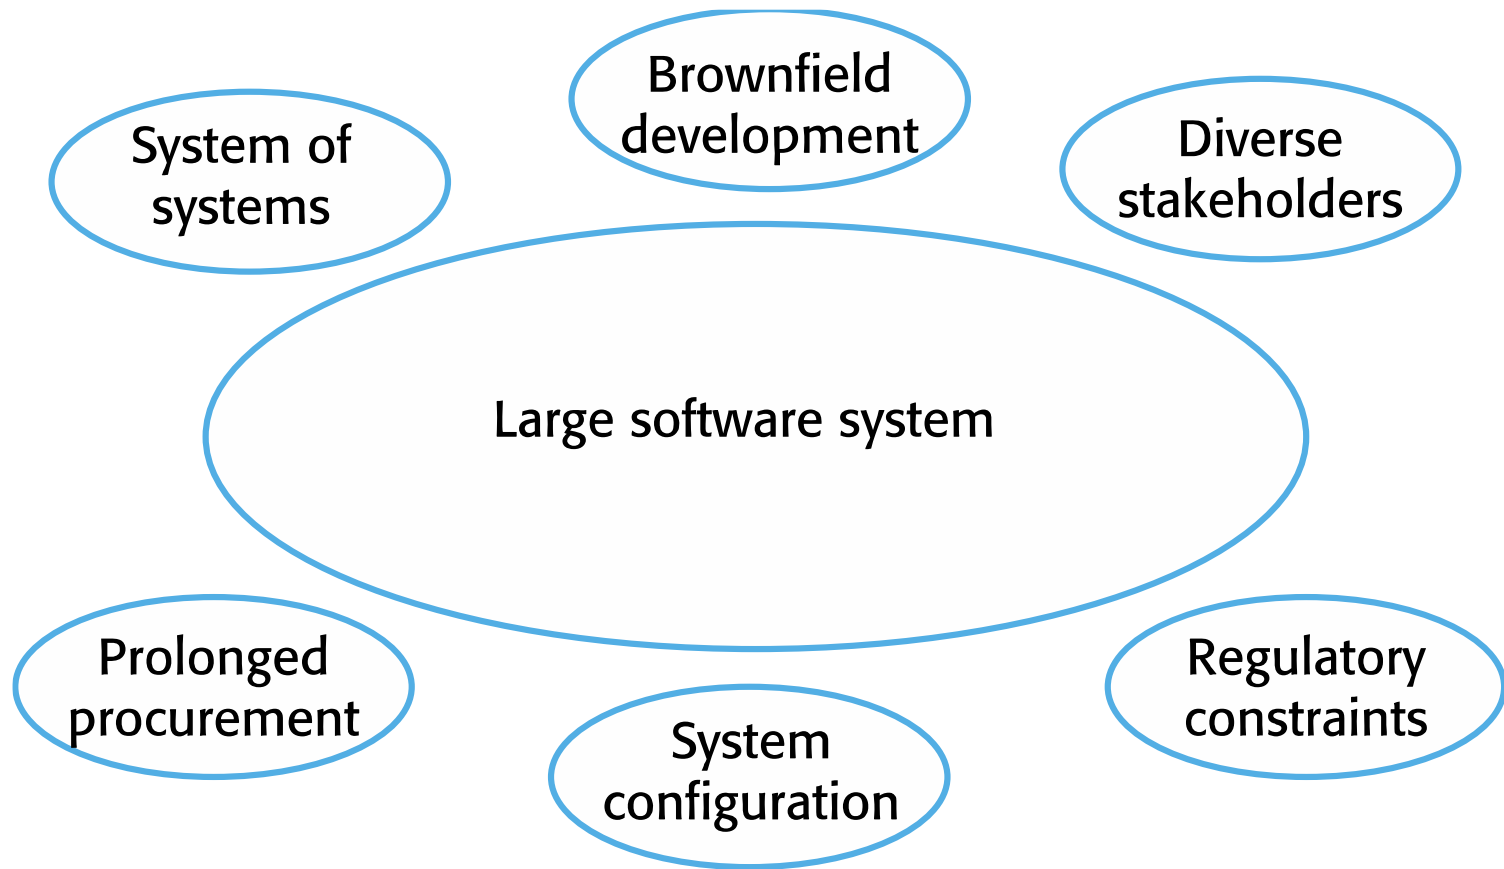 Brownfield
development
System of
systems
Diverse
stakeholders
Large software system
Prolonged
procurement
System
configuration
Regulatory
constraints